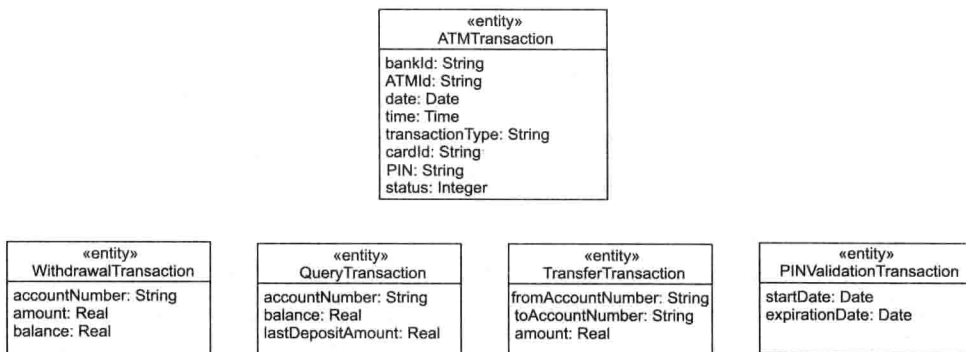 «entity»
ATMTransaction
bankId: String
ATMId: String
date: Date
time: Time
transactionType: String
cardId: String
PIN: String
status: Integer
«entity»
WithdrawalTransaction
accountNumber: String
amount: Real
balance: Real
«entity»
QueryTransaction
accountNumber: String
balance: Real
lastDepositAmount: Real
«entity»
TransferTransaction
fromAccountNumber: String
toAccountNumber: String
amount: Real
«entity»
PINValidationTransaction
startDate: Date
expirationDate: Date